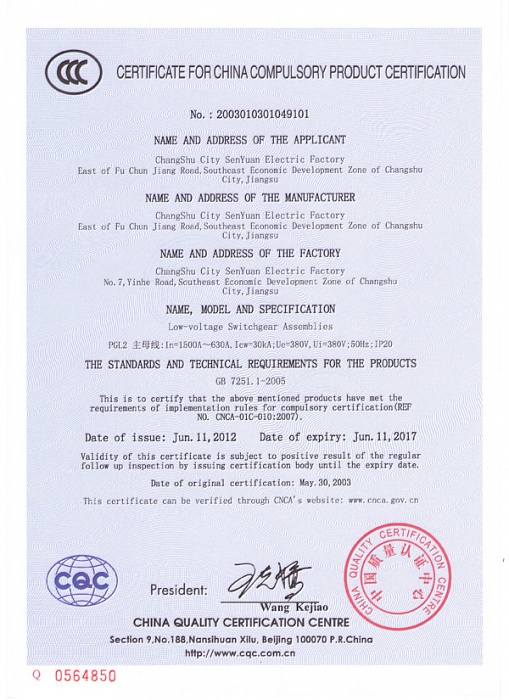 CCC
CERTIFICATE FOR CHINA COMPULSORY PRODUCT CERTIFICATION
No.: 2003010301049101
NAME AND ADDRESS OF THE APPLICANT
ChangShu City SenYuan Electric Factory
East of Fu Chun Jiang Road, Southeast Economic Development Zone of Changshu
City, Jiangsu
NAME AND ADDRESS OF THE MANUFACTURER
ChangShu City SenYuan Electric Factory
East of Fu Chun Jiang Road, Southeast Economic Development Zone of Changshu
City, Jiangsu
NAME AND ADDRESS OF THE FACTORY
ChangShu City SenYuan Electric Factory
No. 7, Yinhe Road, Southeast Economic Development Zone of Changshu
City, Jiangsu
NAME, MODEL AND SPECIFICATION
Low-voltage Switchgear Assemblies
PGL2 主母线:In=1500A~630A, Icw=30kA;Ue=380V, Ui=380V;50Hz;IP20
THE STANDARDS AND TECHNICAL REQUIREMENTS FOR THE PRODUCTS
GB 7251.1-2005
This is to certify that the above mentioned products have met the
requirements of implementation rules for compulsory certification(REF
NO. CNCA-01C-010:2007).
Date of issue: Jun. 11, 2012 Date of expiry: Jun. 11, 2017
Validity of this certificate is subject to positive result of the regular
follow up inspection by issuing certification body until the expiry date.
Date of original certification: May. 30, 2003
This certificate can be verified through CNCA's website: www.cnca.gov.cn
CQC
President:
Wang Kejiao
CHINA QUALITY CERTIFICATION CENTRE
中国质量认证中心
CHINA QUALITY CERTIFICATION CENTRE
Section 9, No.188, Nansihuan Xilu, Beijing 100070 P.R.China
http://www.cqc.com.cn
Q 0564850